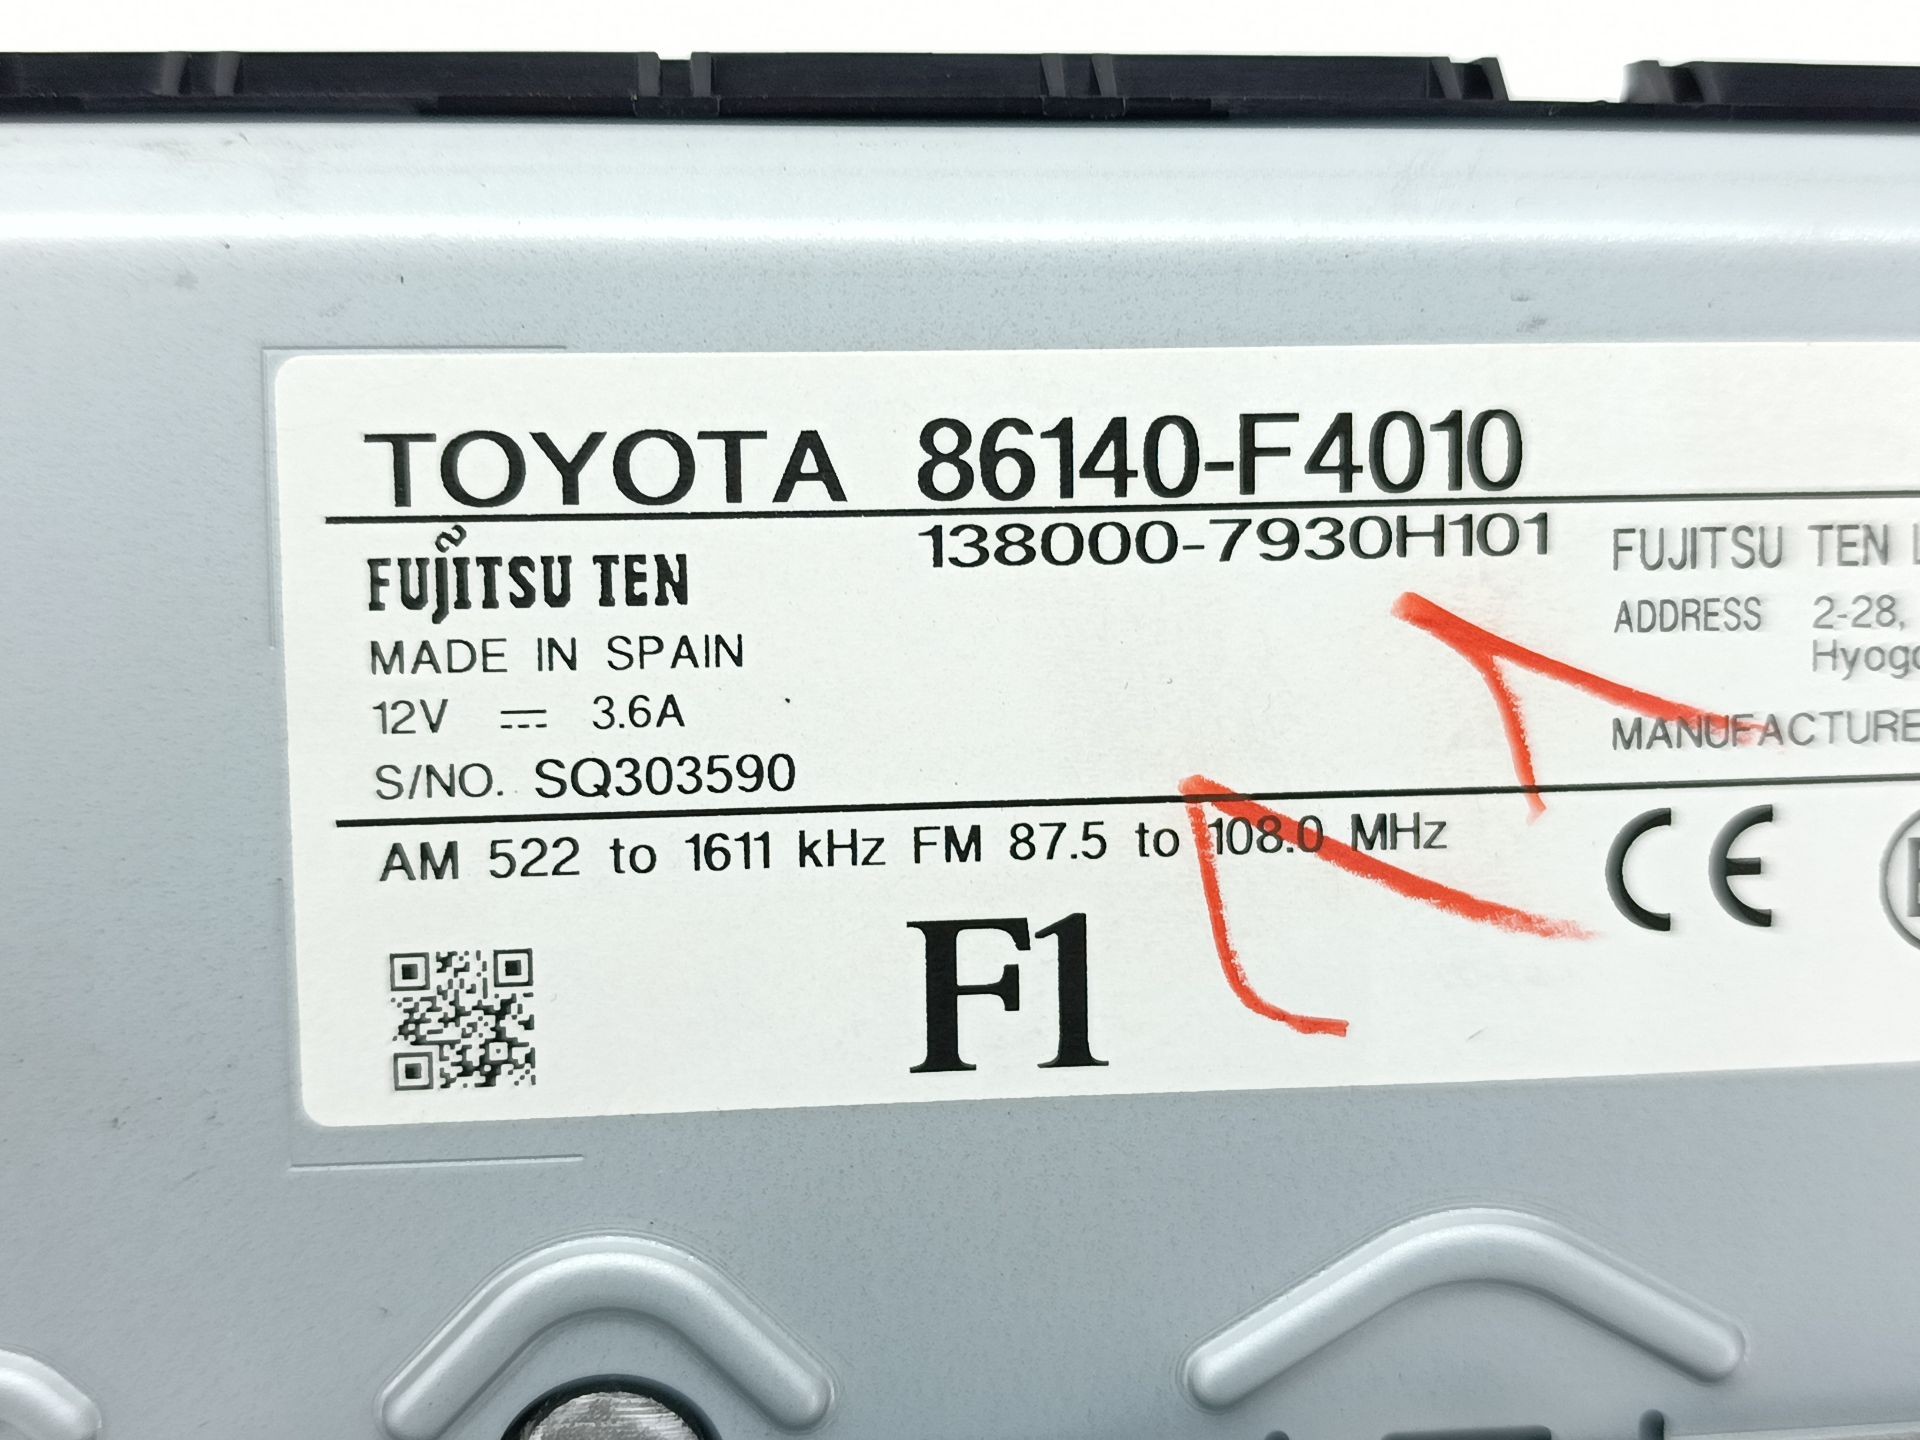 TOYOTA 86140-F4010
138000-7930H101
FUJITSU TEN
MADE IN SPAIN
12V ⎓ 3.6A
S/NO. SQ303590
FUJITSU TEN
ADDRESS 2-28,
AM 522 to 1611 kHz FM 87.5 to 108.0 MHz
CE
F1